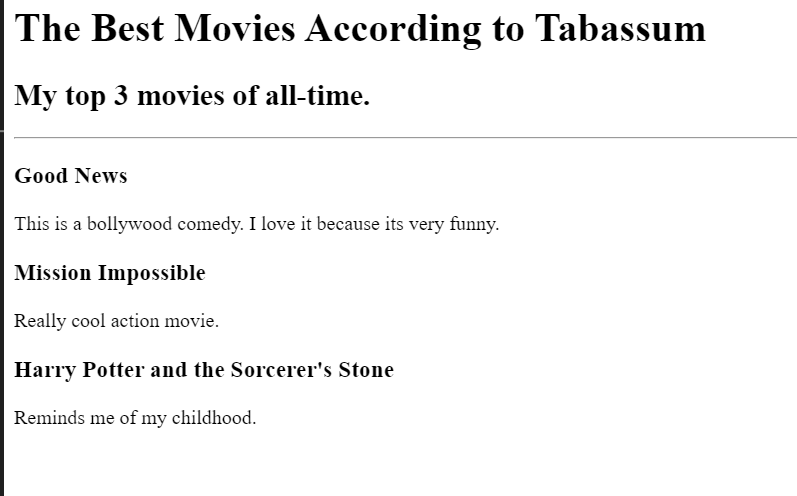 The Best Movies According to Tabassum
My top 3 movies of all-time.
Good News
This is a bollywood comedy. I love it because its very funny.
Mission Impossible
Really cool action movie.
Harry Potter and the Sorcerer's Stone
Reminds me of my childhood.